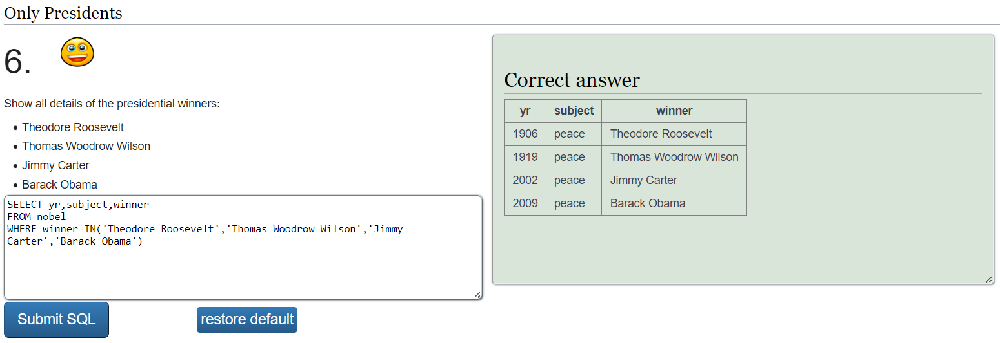 Only Presidents
6.
Show all details of the presidential winners:
• Theodore Roosevelt
• Thomas Woodrow Wilson
• Jimmy Carter
• Barack Obama
SELECT yr,subject,winner
FROM nobel
WHERE winner IN('Theodore Roosevelt','Thomas Woodrow Wilson','Jimmy
Carter','Barack Obama')
Submit SQL
restore default
Correct answer
yr subject winner
1906 peace Theodore Roosevelt
1919 peace Thomas Woodrow Wilson
2002 peace Jimmy Carter
2009 peace Barack Obama